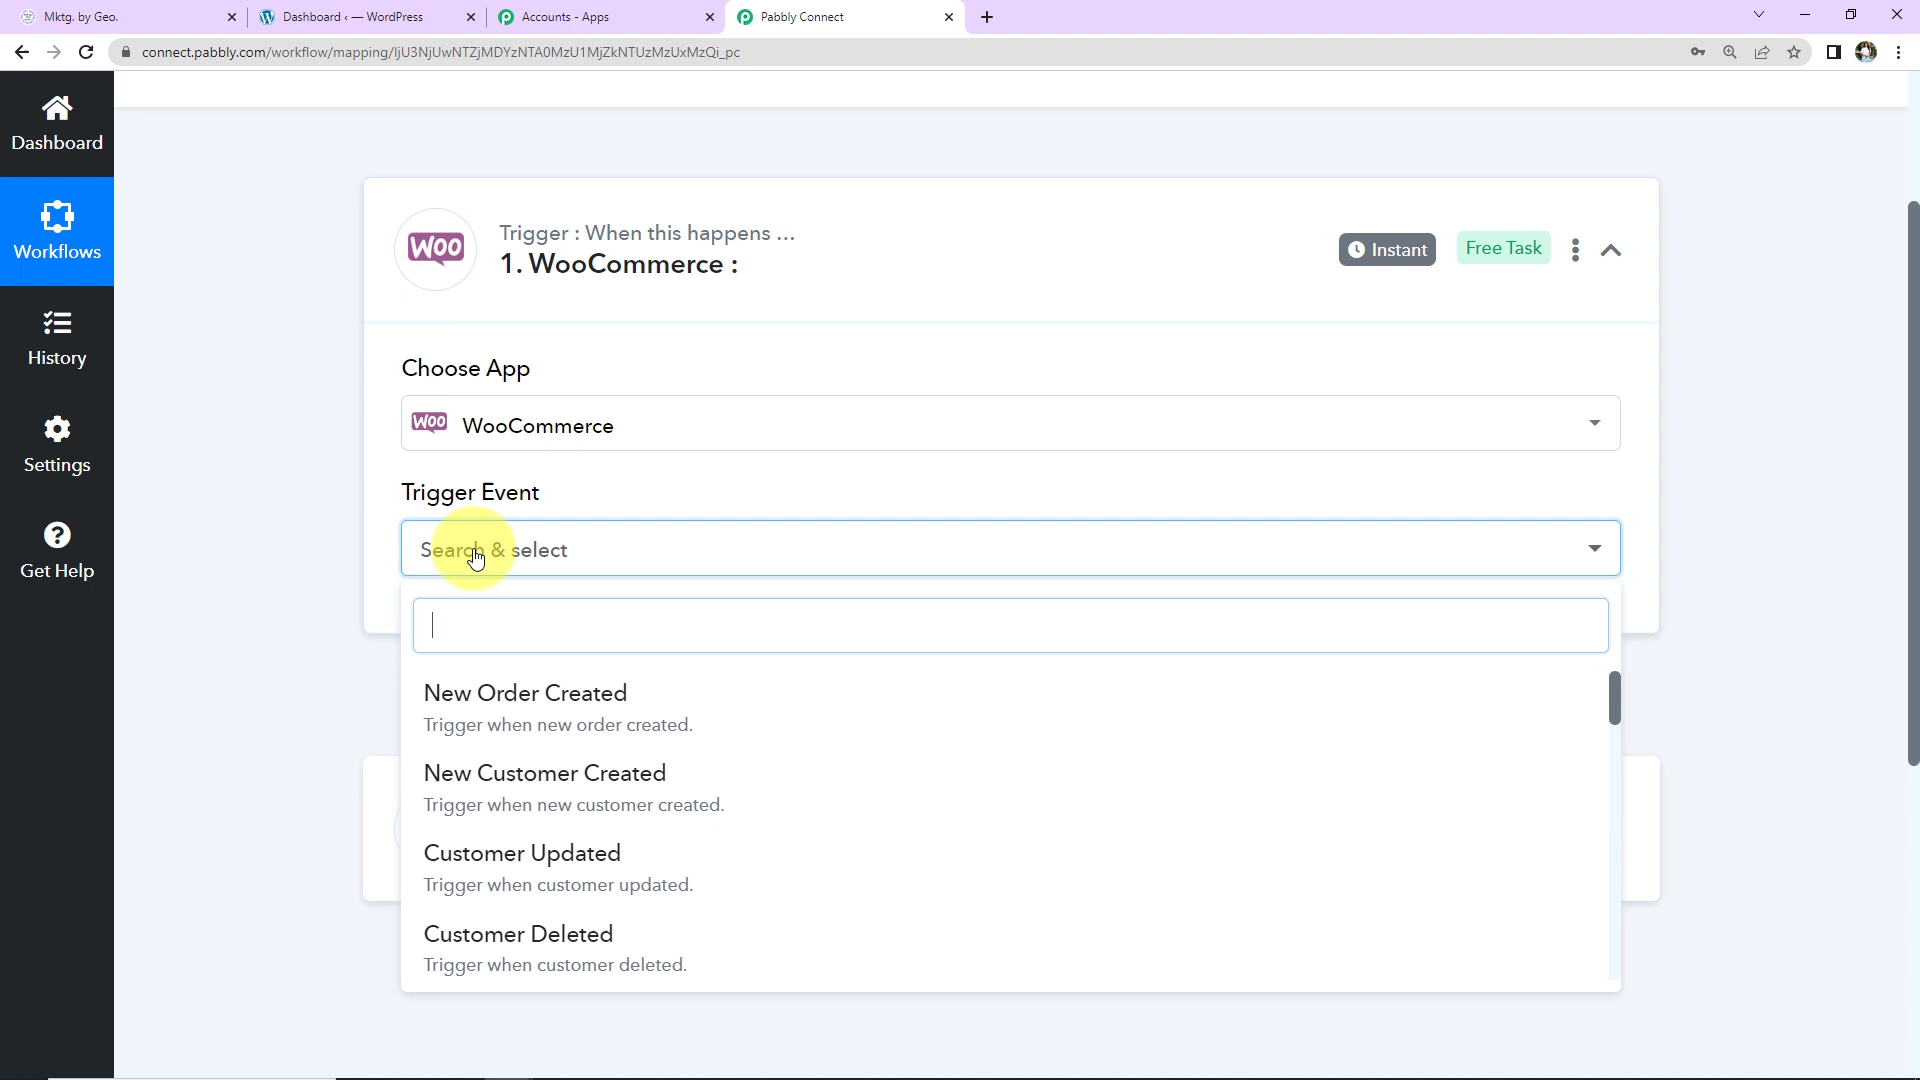 Mktg. by Geo.
Dashboard ‹ — WordPress
Accounts - Apps
Pabbly Connect
connect.pabbly.com/workflow/mapping/IjU3NjUwNTZjMDYzNTA0MzU1MjZkNTUzMzUxMzQi_pc
Dashboard
Workflows
History
Settings
Get Help
WOO
Trigger : When this happens ...
1. WooCommerce :
Instant
Free Task
Choose App
WOO WooCommerce
Trigger Event
Search & select
New Order Created
Trigger when new order created.
New Customer Created
Trigger when new customer created.
Customer Updated
Trigger when customer updated.
Customer Deleted
Trigger when customer deleted.